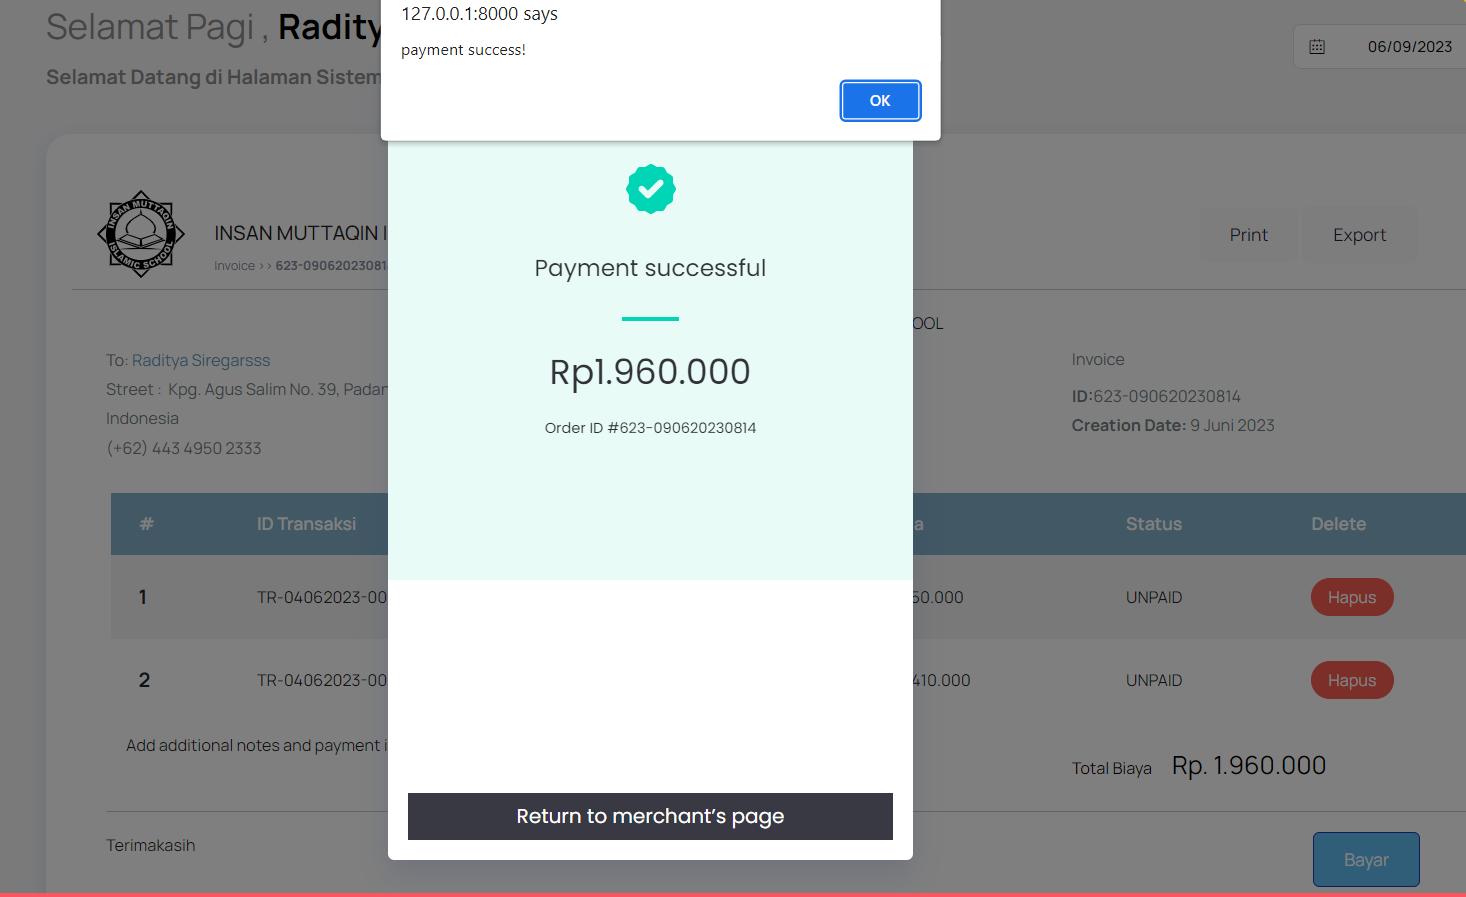 127.0.0.1:8000 says
payment success!
OK
Selamat Pagi , Radity
Selamat Datang di Halaman Sistem
06/09/2023
INSAN MUTTAQIN
ISLAMIC SCHOOL
INSAN MUTTAQIN I
Invoice >> 623-09062023081
Print
Export
Payment successful
Rp1.960.000
Order ID #623-090620230814
OOL
To: Raditya Siregarsss
Street : Kpg. Agus Salim No. 39, Padan
Indonesia
(+62) 443 4950 2333
Invoice
ID:623-090620230814
Creation Date: 9 Juni 2023
# ID Transaksi a Status Delete
1 TR-04062023-00 50.000 UNPAID Hapus
2 TR-04062023-00 410.000 UNPAID Hapus
Add additional notes and payment i
Total Biaya Rp. 1.960.000
Return to merchant's page
Terimakasih
Bayar